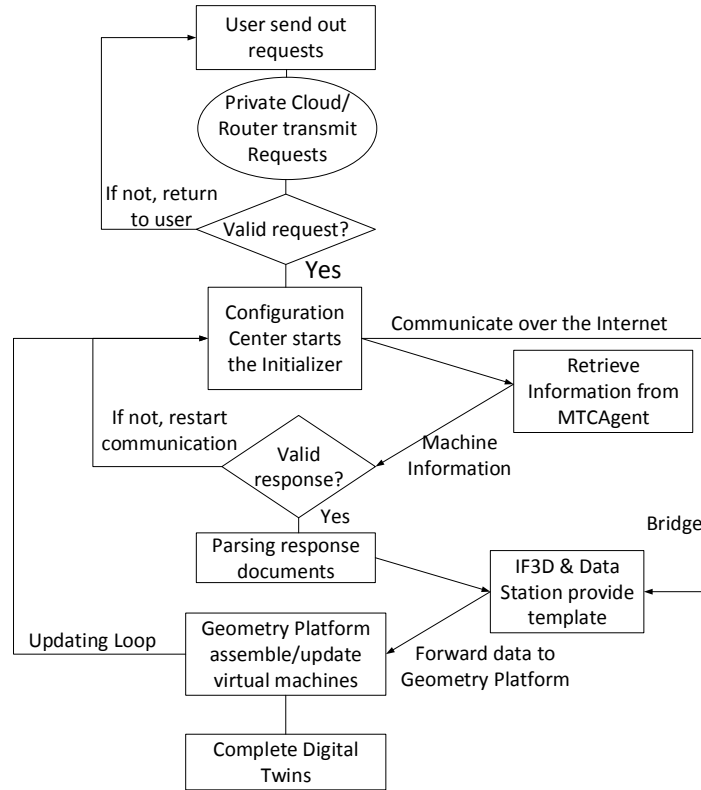 User send out
requests
Private Cloud/
Router transmit
Requests
If not, return
to user
Valid request?
Yes
Configuration
Center starts
the Initializer
Communicate over the Internet
Retrieve
Information from
MTCAgent
If not, restart
communication
Valid
response?
Machine
Information
Yes
Bridge
Parsing response
documents
IF3D & Data
Station provide
template
Updating Loop
Geometry Platform
assemble/update
virtual machines
Forward data to
Geometry Platform
Complete Digital
Twins